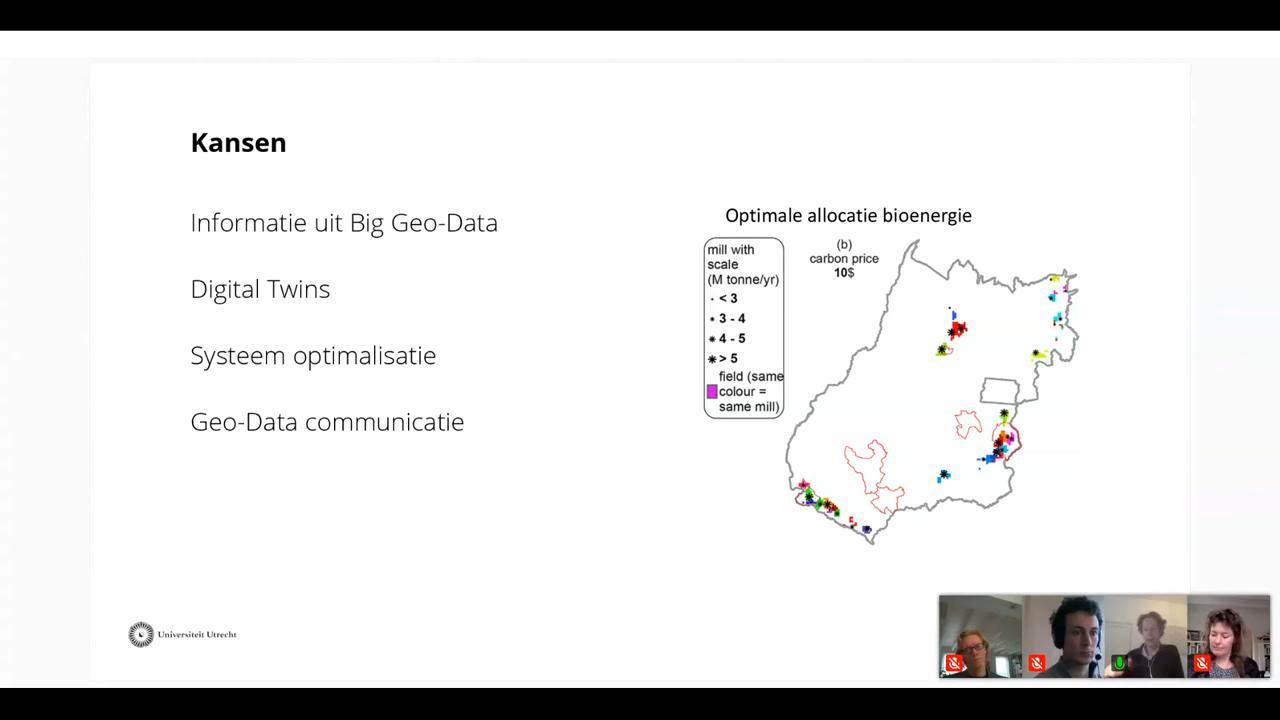 Kansen
Informatie uit Big Geo-Data
Digital Twins
Systeem optimalisatie
Geo-Data communicatie
Optimale allocatie bioenergie
mill with
scale
(M tonne/yr)
< 3
3 - 4
4 - 5
> 5
field (same
colour =
same mill)
(b)
carbon price
10$
Universiteit Utrecht